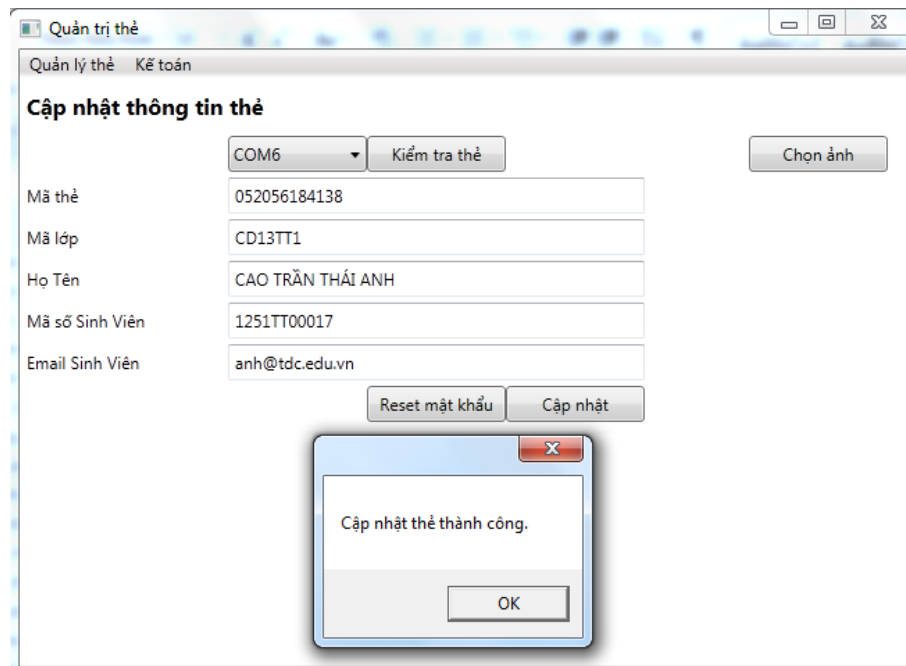 Quản trị thẻ
Quản lý thẻ Kế toán
Cập nhật thông tin thẻ
COM6 Kiểm tra thẻ Chọn ảnh
Mã thẻ 052056184138
Mã lớp CD13TT1
Họ Tên CAO TRẦN THÁI ANH
Mã số Sinh Viên 1251TT00017
Email Sinh Viên anh@tdc.edu.vn
Reset mật khẩu Cập nhật
Cập nhật thẻ thành công.
OK